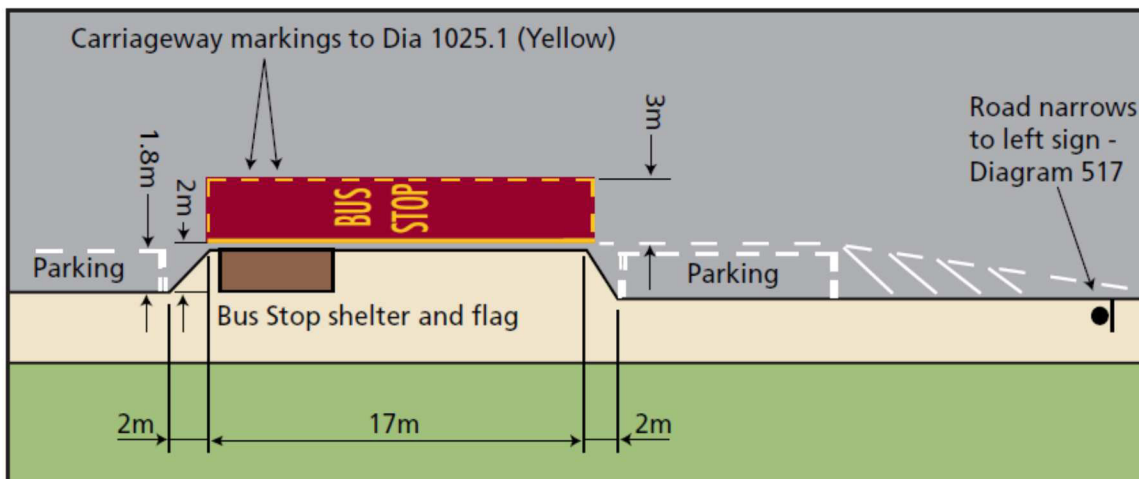 Carriageway markings to Dia 1025.1 (Yellow)
3m
Road narrows
to left sign -
Diagram 517
1.8m
2m
BUS
STOP
Parking
Parking
Bus Stop shelter and flag
2m
17m
2m